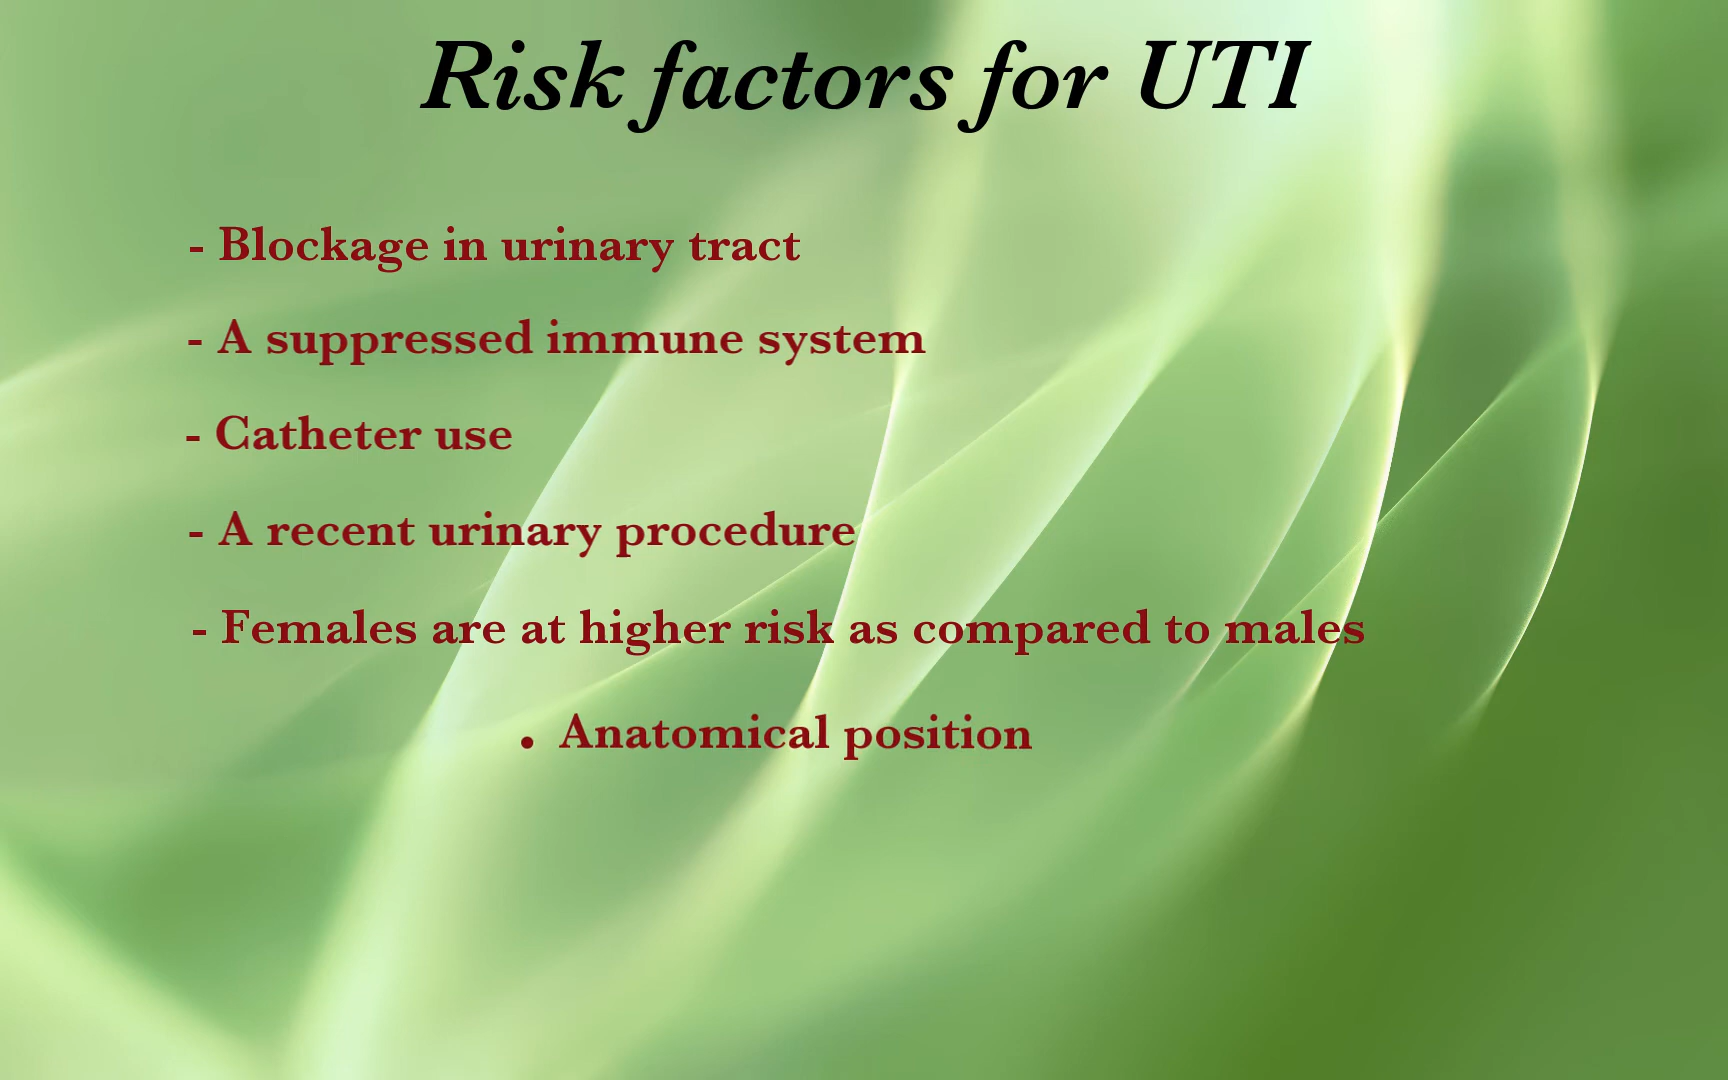 Risk factors for UTI
- Blockage in urinary tract
- A suppressed immune system
- Catheter use
- A recent urinary procedure
- Females are at higher risk as compared to males
. Anatomical position